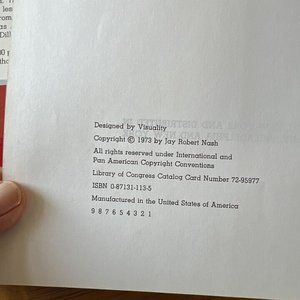 Designed by Visuality
Copyright © 1973 by Jay Robert Nash
All rights reserved under International and
Pan American Copyright Conventions
Library of Congress Catalog Card Number 72-95977
ISBN 0-87131-113-5
Manufactured in the United States of America
9 8 7 6 5 4 3 2 1